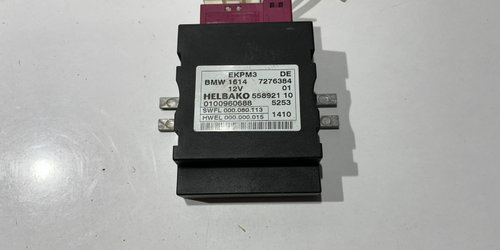 EKPM3 DE
BMW 1614 7276384
12V 01
HELBAKO 558921 10
0100960688 5253
SWFL 000.080.113
HWEL 000.000.015 1410